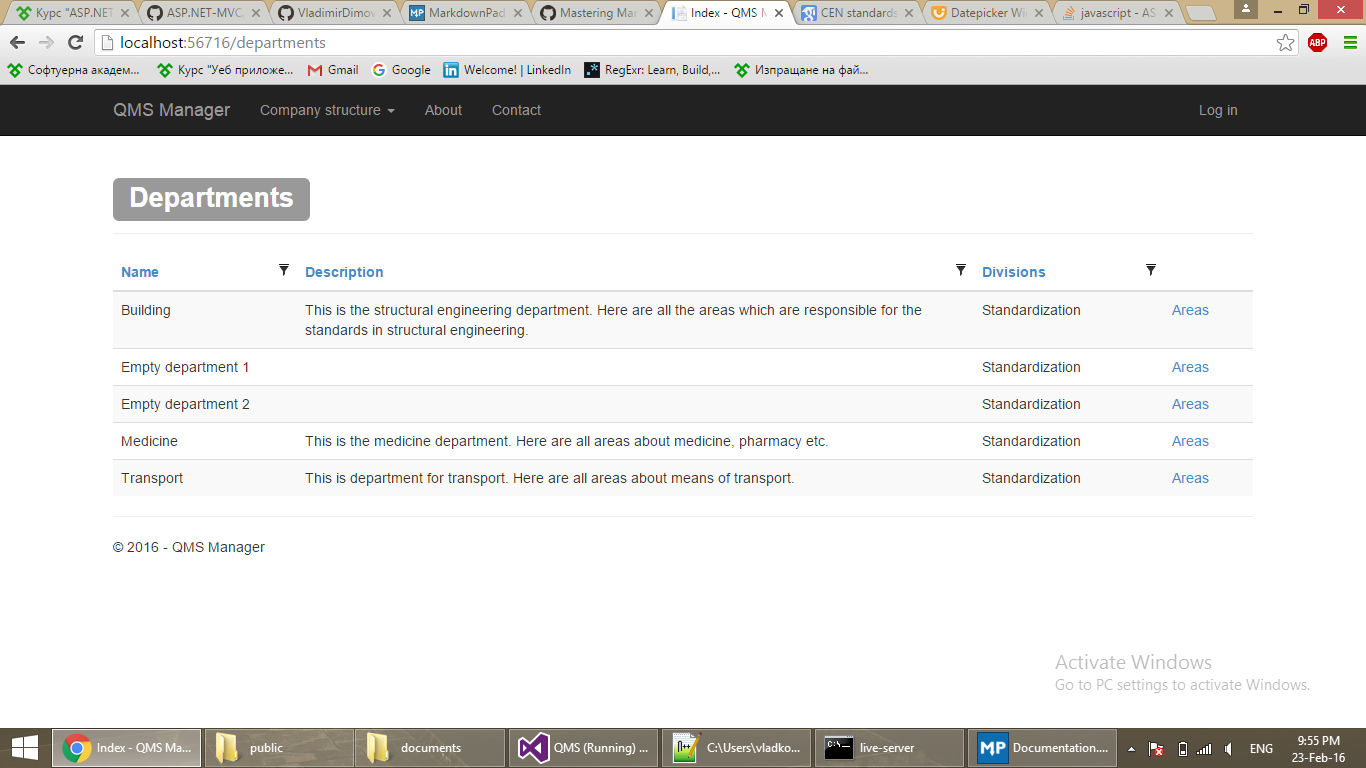 Курс "ASP.NET
ASP.NET-MVC
VladimirDimov
MarkdownPad
Mastering Mar
Index - QMS M
CEN standards
Datepicker Wi
javascript - AS
localhost:56716/departments
ABP
Софтуерна академ...
Курс "Уеб приложе...
Gmail
Google
Welcome! | LinkedIn
RegExr: Learn, Build,...
Изпращане на фай...
QMS Manager
Company structure
About
Contact
Log in
Departments
Name
Description
Divisions
Building
This is the structural engineering department. Here are all the areas which are responsible for the
standards in structural engineering.
Standardization
Areas
Empty department 1
Standardization
Areas
Empty department 2
Standardization
Areas
Medicine
This is the medicine department. Here are all areas about medicine, pharmacy etc.
Standardization
Areas
Transport
This is department for transport. Here are all areas about means of transport.
Standardization
Areas
© 2016 - QMS Manager
Activate Windows
Go to PC settings to activate Windows.
Index - QMS Ma...
public
documents
QMS (Running) ...
C:\Users\vladko...
live-server
MP
Documentation....
ENG
9:55 PM
23-Feb-16